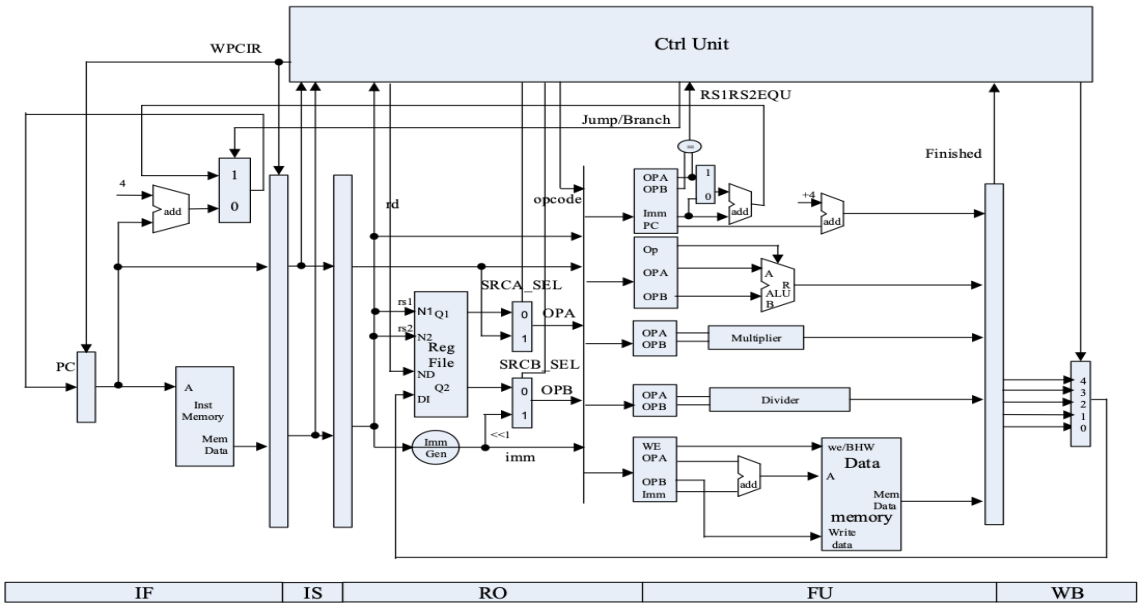 Ctrl Unit
WPCIR
RS1RS2EQU
Jump/Branch
=
Finished
4
add
1
0
rd
opcode
OPA
OPB
Imm
PC
1
0
add
+4
add
Op
OPA
OPB
A
R
ALU
B
SRCA_SEL
rs1
N1
Q1
rs2
N2
Reg
File
ND
Q2
DI
0
1
OPA
SRCB_SEL
0
1
OPB
<<1
Imm
Gen
imm
OPA
OPB
Multiplier
OPA
OPB
Divider
PC
A
Inst
Memory
Mem
Data
WE
OPA
OPB
Imm
add
we/BHW
Data
A
Mem
Data
memory
Write
data
4
3
2
1
0
IF
IS
RO
FU
WB